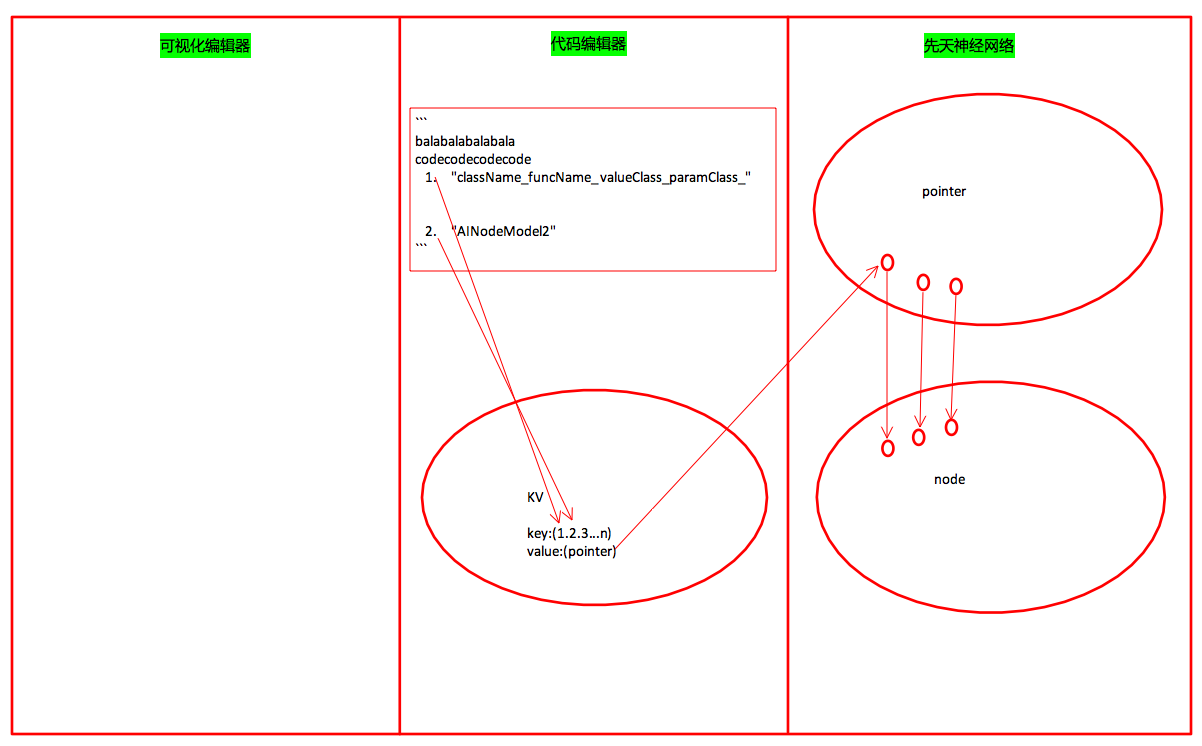 可视化编辑器
代码编辑器
先天神经网络
```
balabalabalabala
codecodecodecode
1. "className_funcName_valueClass_paramClass_"
2. "AINodeModel2"
```
pointer
KV
key:(1.2.3...n)
value:(pointer)
node